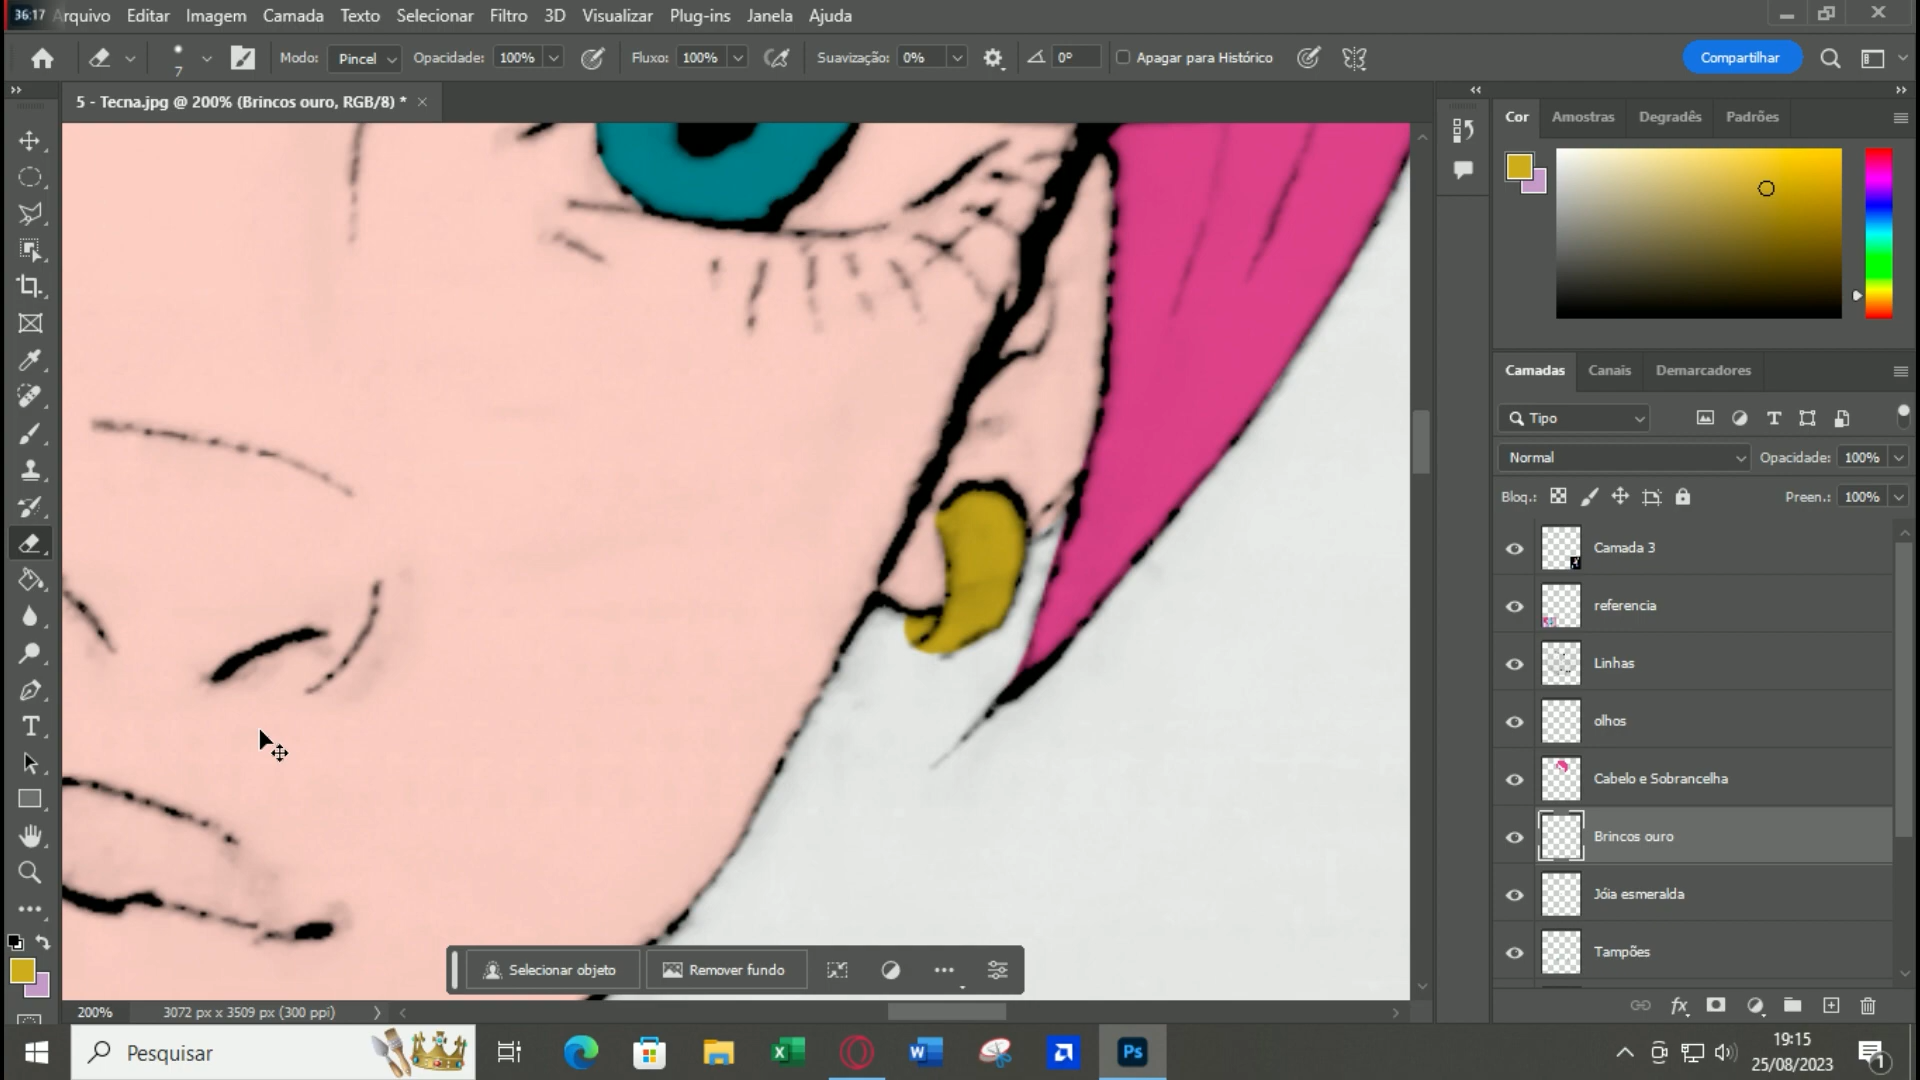 36:17 Arquivo Editar Imagem Camada Texto Selecionar Filtro 3D Visualizar Plug-ins Janela Ajuda
7 Modo: Pincel Opacidade: 100% Fluxo: 100% Suavização: 0% 0° Apagar para Histórico Compartilhar
5 - Tecna.jpg @ 200% (Brincos ouro, RGB/8) *
Cor Amostras Degradês Padrões
Camadas Canais Demarcadores
Tipo
Normal Opacidade: 100%
Bloq.: Preen.: 100%
Camada 3
referencia
Linhas
olhos
Cabelo e Sobrancelha
Brincos ouro
Jóia esmeralda
Tampões
Selecionar objeto Remover fundo
200% 3072 px x 3509 px (300 ppi)
Pesquisar
19:15
25/08/2023
1